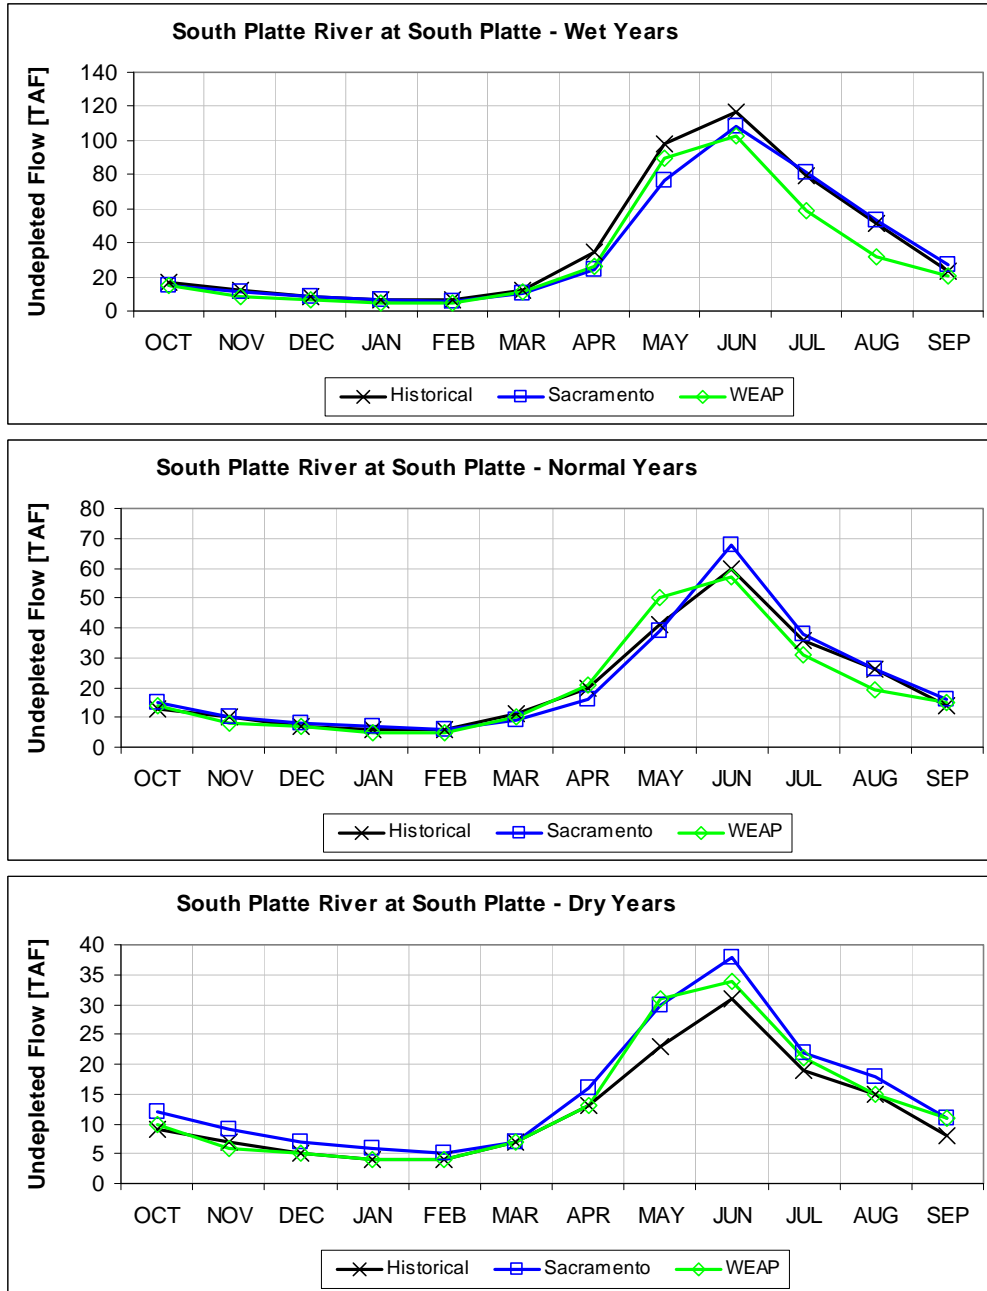 South Platte River at South Platte - Wet Years
Undepleted Flow [TAF]
140
120
100
80
60
40
20
0
OCT NOV DEC JAN FEB MAR APR MAY JUN JUL AUG SEP
Historical Sacramento WEAP
South Platte River at South Platte - Normal Years
Undepleted Flow [TAF]
80
70
60
50
40
30
20
10
0
OCT NOV DEC JAN FEB MAR APR MAY JUN JUL AUG SEP
Historical Sacramento WEAP
South Platte River at South Platte - Dry Years
Undepleted Flow [TAF]
40
35
30
25
20
15
10
5
0
OCT NOV DEC JAN FEB MAR APR MAY JUN JUL AUG SEP
Historical Sacramento WEAP